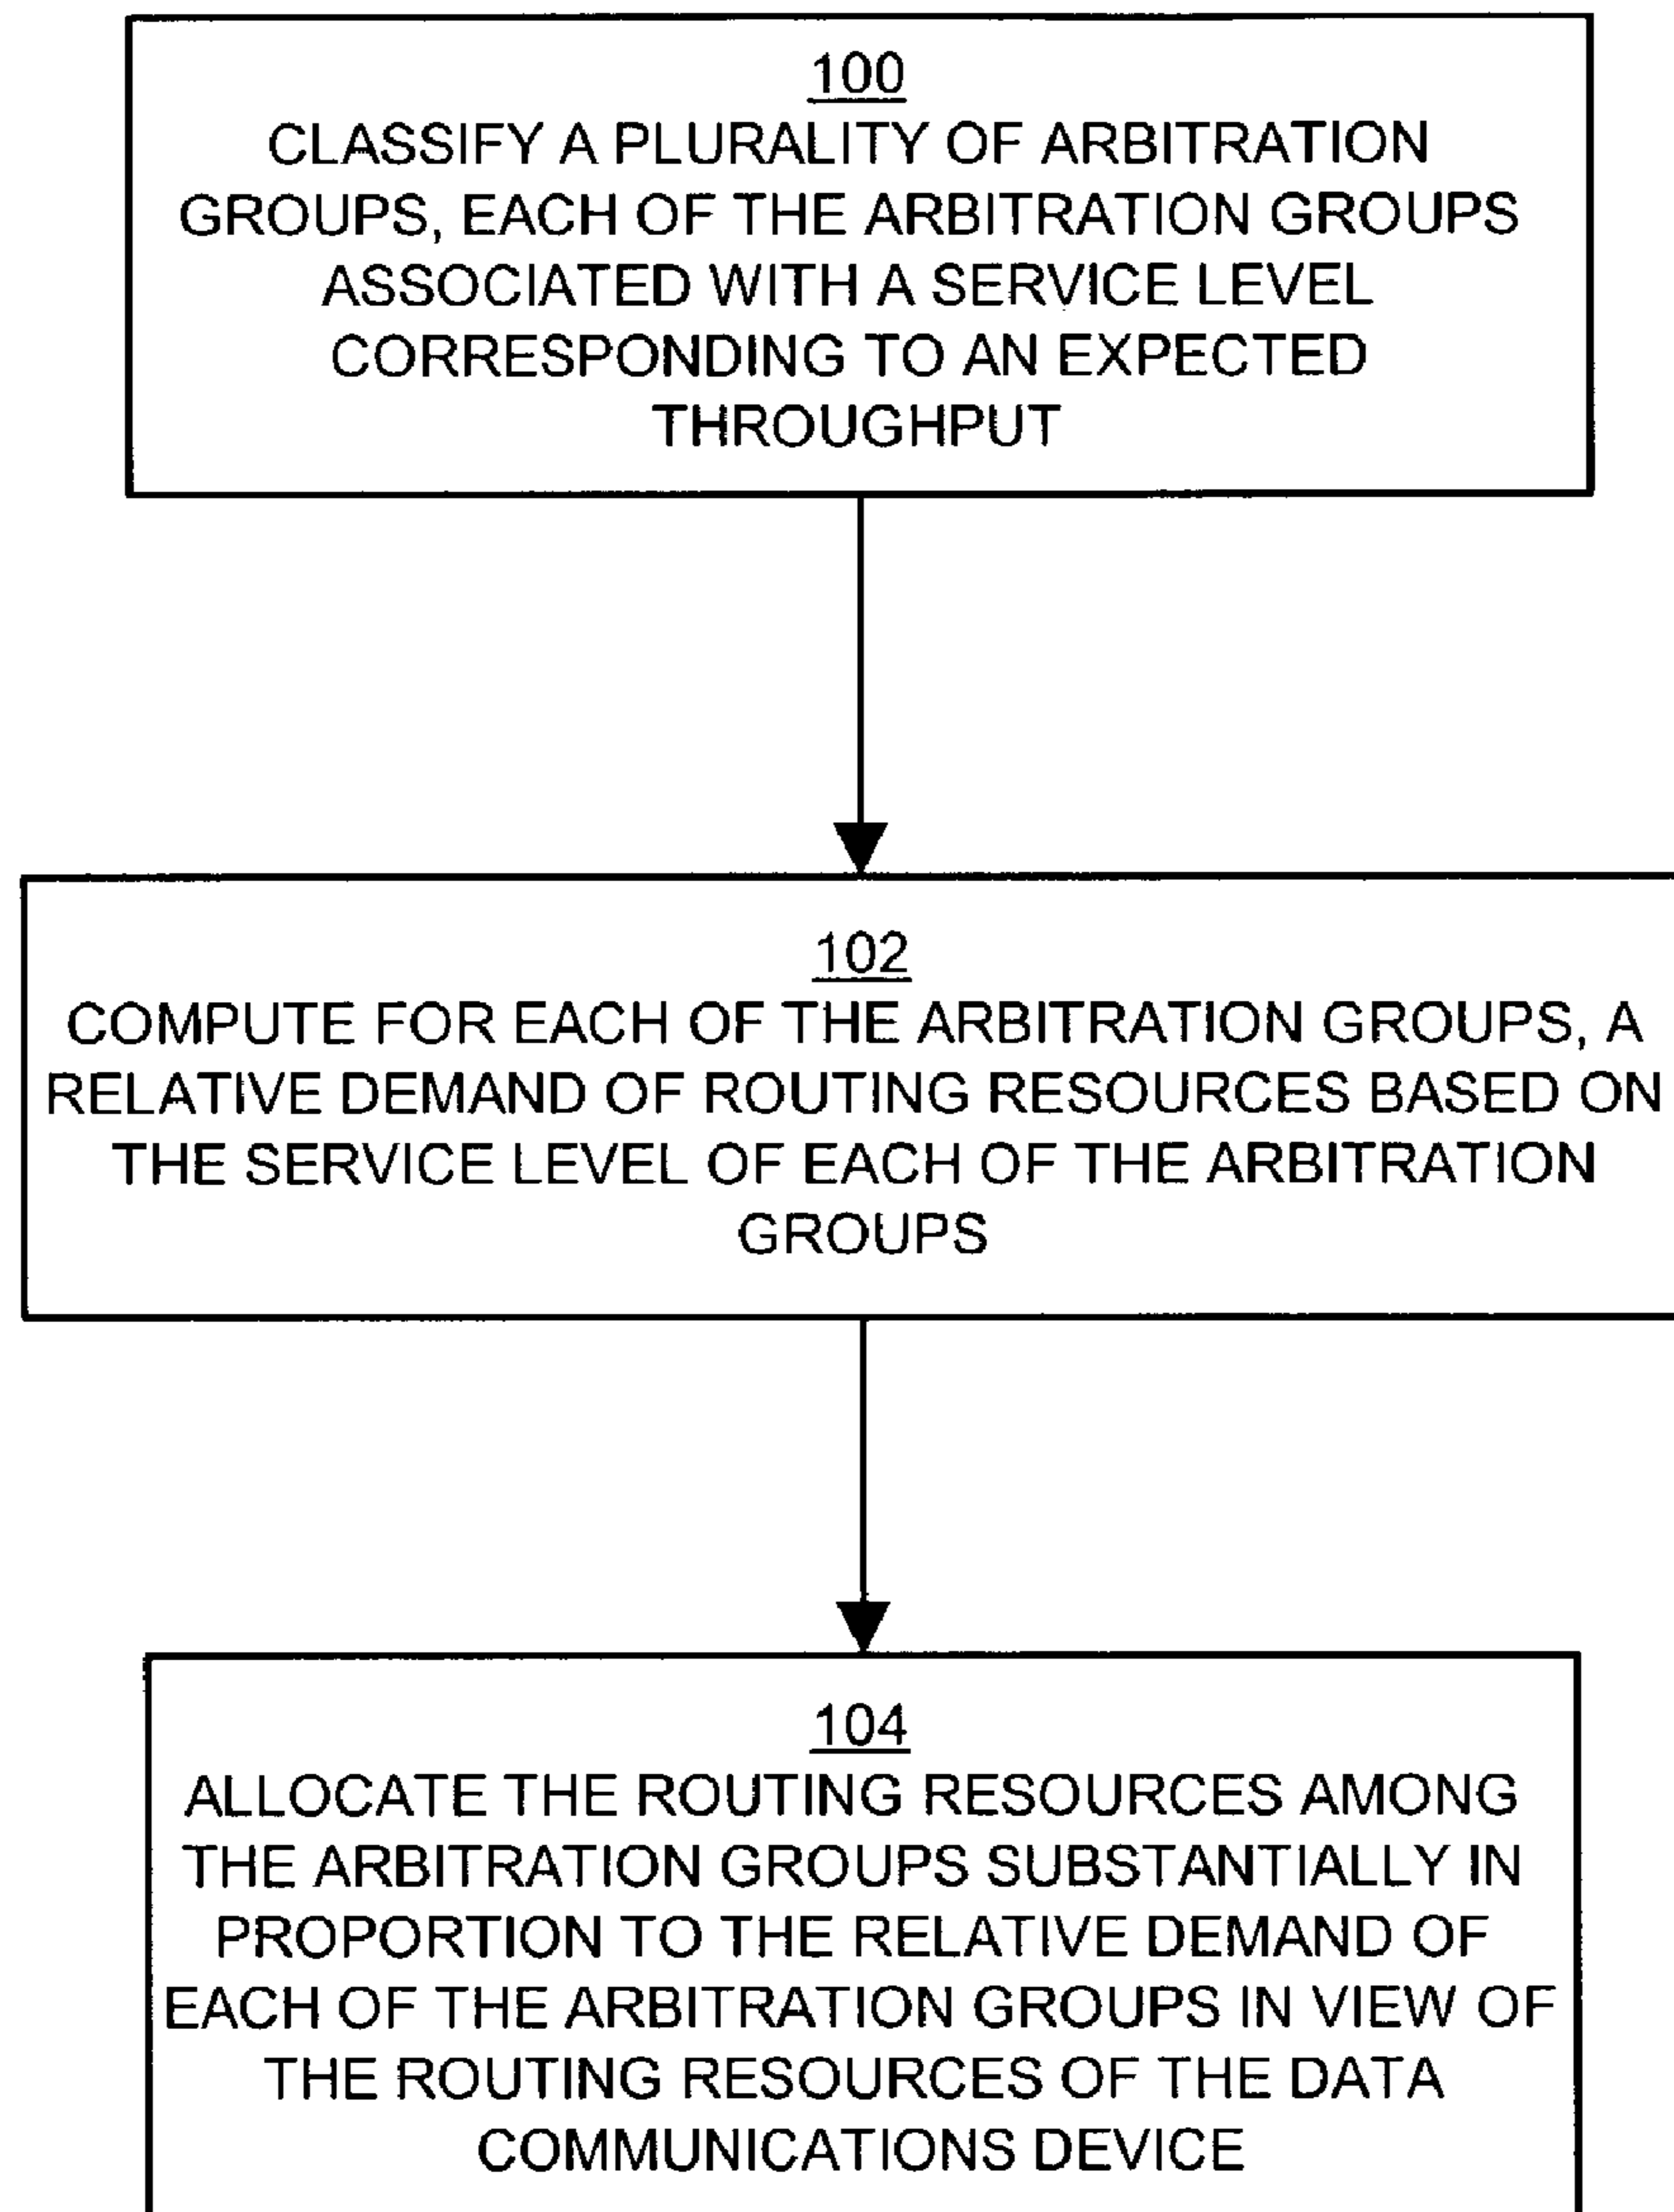 100
CLASSIFY A PLURALITY OF ARBITRATION
GROUPS, EACH OF THE ARBITRATION GROUPS
ASSOCIATED WITH A SERVICE LEVEL
CORRESPONDING TO AN EXPECTED
THROUGHPUT
102
COMPUTE FOR EACH OF THE ARBITRATION GROUPS, A
RELATIVE DEMAND OF ROUTING RESOURCES BASED ON
THE SERVICE LEVEL OF EACH OF THE ARBITRATION
GROUPS
104
ALLOCATE THE ROUTING RESOURCES AMONG
THE ARBITRATION GROUPS SUBSTANTIALLY IN
PROPORTION TO THE RELATIVE DEMAND OF
EACH OF THE ARBITRATION GROUPS IN VIEW OF
THE ROUTING RESOURCES OF THE DATA
COMMUNICATIONS DEVICE